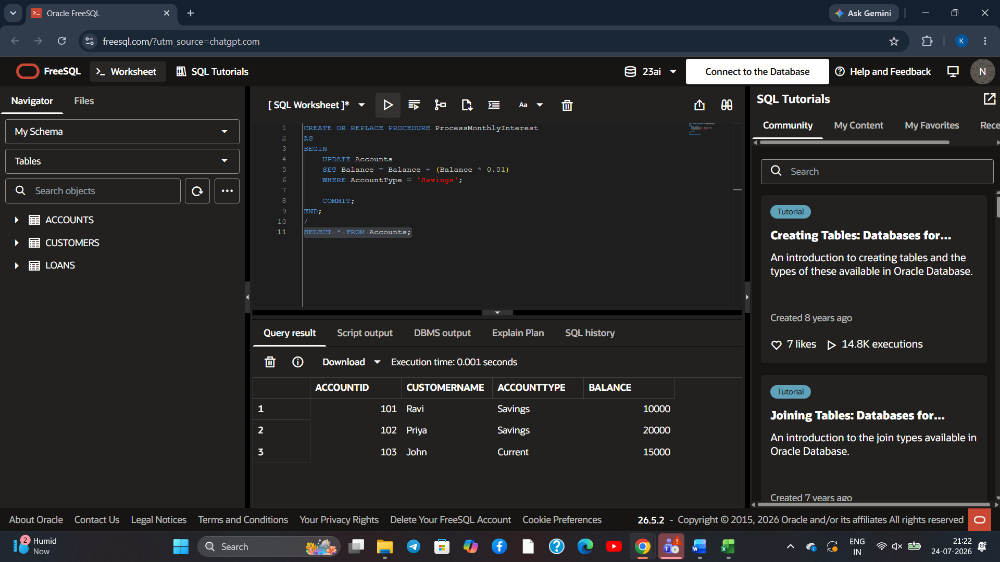 Oracle FreeSQL
Ask Gemini
freesql.com/?utm_source=chatgpt.com
K
FreeSQL
Worksheet
SQL Tutorials
23ai
Connect to the Database
Help and Feedback
N
Navigator
Files
My Schema
Tables
Search objects
ACCOUNTS
CUSTOMERS
LOANS
[ SQL Worksheet ]*
Aa
1 CREATE OR REPLACE PROCEDURE ProcessMonthlyInterest
2 AS
3 BEGIN
4 UPDATE Accounts
5 SET Balance = Balance + (Balance * 0.01)
6 WHERE AccountType = 'Savings';
7
8 COMMIT;
9 END;
10 /
11 SELECT * FROM Accounts;
Query result
Script output
DBMS output
Explain Plan
SQL history
Download
Execution time: 0.001 seconds
ACCOUNTID CUSTOMERNAME ACCOUNTTYPE BALANCE
1 101 Ravi Savings 10000
2 102 Priya Savings 20000
3 103 John Current 15000
SQL Tutorials
Community
My Content
My Favorites
Rece
Search
Tutorial
Creating Tables: Databases for...
An introduction to creating tables and the
types of these available in Oracle Database.
Created 8 years ago
7 likes
14.8K executions
Tutorial
Joining Tables: Databases for...
An introduction to the join types available in
Oracle Database.
Created 7 years ago
About Oracle
Contact Us
Legal Notices
Terms and Conditions
Your Privacy Rights
Delete Your FreeSQL Account
Cookie Preferences
26.5.2 - Copyright © 2015, 2026 Oracle and/or its affiliates All rights reserved
2
Humid
Now
Search
ENG
IN
21:22
24-07-2026